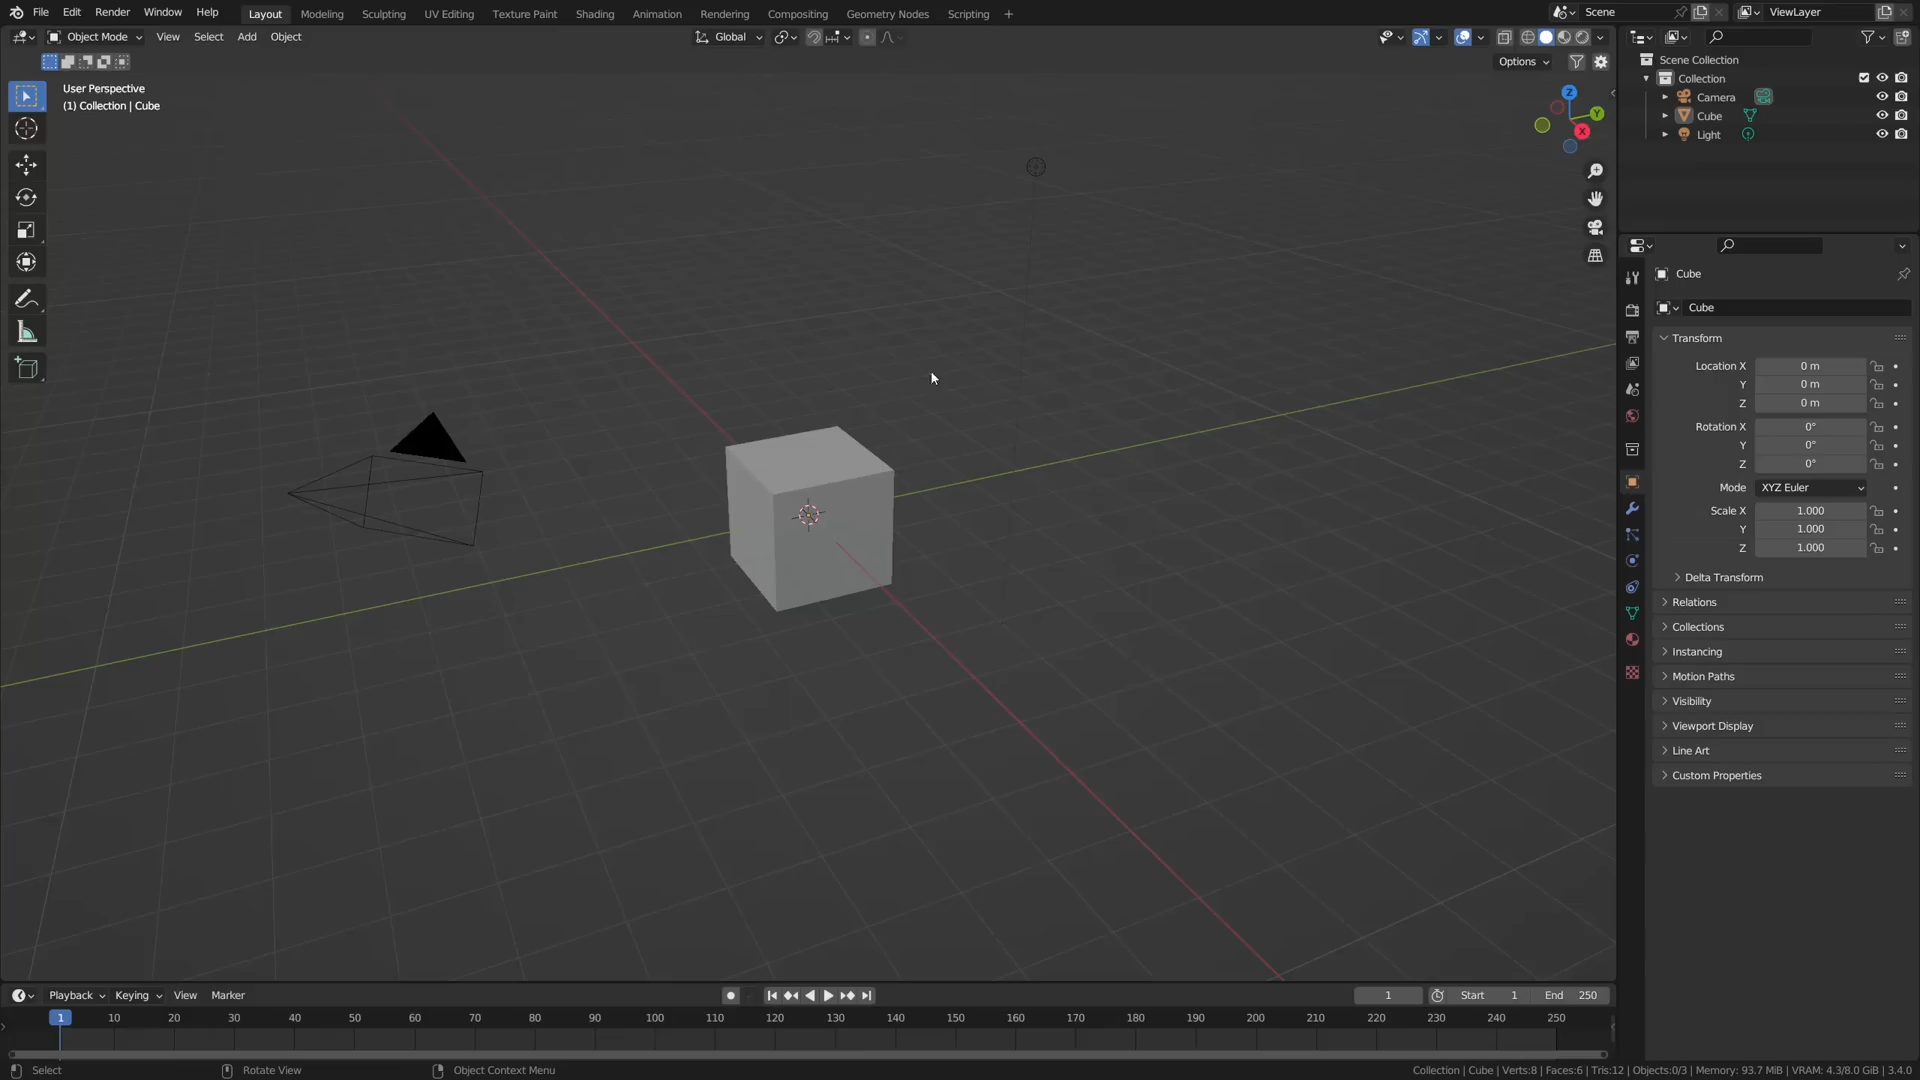 File Edit Render Window Help Layout Modeling Sculpting UV Editing Texture Paint Shading Animation Rendering Compositing Geometry Nodes Scripting + Scene ViewLayer
Object Mode View Select Add Object Global
Options
User Perspective
(1) Collection | Cube
Z
Y
X
Scene Collection
Collection
Camera
Cube
Light
Cube
Cube
Transform
Location X 0 m
Y 0 m
Z 0 m
Rotation X 0°
Y 0°
Z 0°
Mode XYZ Euler
Scale X 1.000
Y 1.000
Z 1.000
Delta Transform
Relations
Collections
Instancing
Motion Paths
Visibility
Viewport Display
Line Art
Custom Properties
Playback Keying View Marker 1 Start 1 End 250
1 10 20 30 40 50 60 70 80 90 100 110 120 130 140 150 160 170 180 190 200 210 220 230 240 250
Select Rotate View Object Context Menu Collection | Cube | Verts:8 | Faces:6 | Tris:12 | Objects:0/3 | Memory: 93.7 MiB | VRAM: 4.3/8.0 GiB | 3.4.0